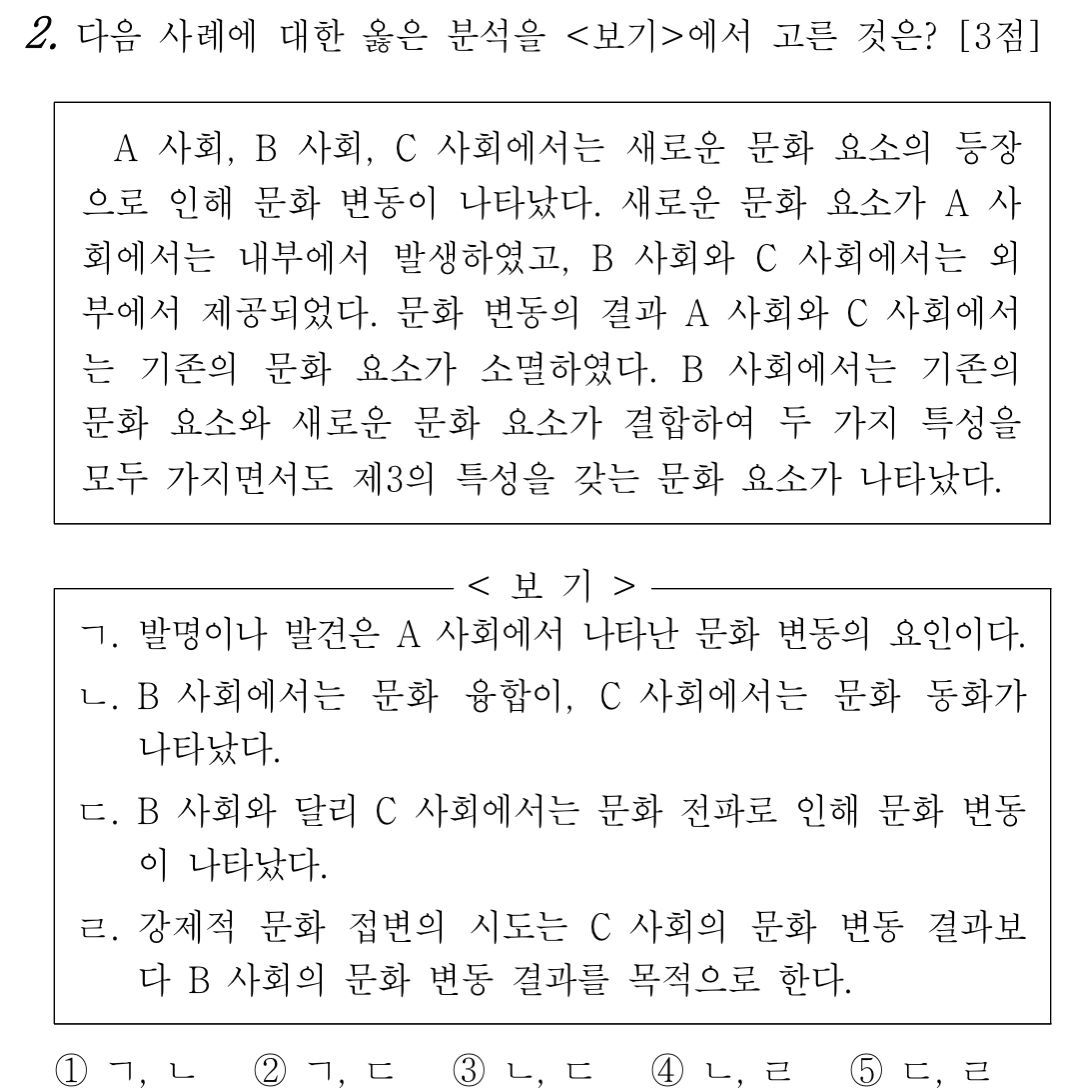 2. 다음 사례에 대한 옳은 분석을 <보기>에서 고른 것은? [3점]
A 사회, B 사회, C 사회에서는 새로운 문화 요소의 등장
으로 인해 문화 변동이 나타났다. 새로운 문화 요소가 A 사
회에서는 내부에서 발생하였고, B 사회와 C 사회에서는 외
부에서 제공되었다. 문화 변동의 결과 A 사회와 C 사회에서
는 기존의 문화 요소가 소멸하였다. B 사회에서는 기존의
문화 요소와 새로운 문화 요소가 결합하여 두 가지 특성을
모두 가지면서도 제3의 특성을 갖는 문화 요소가 나타났다.
< 보 기 >
ㄱ. 발명이나 발견은 A 사회에서 나타난 문화 변동의 요인이다.
ㄴ. B 사회에서는 문화 융합이, C 사회에서는 문화 동화가
나타났다.
ㄷ. B 사회와 달리 C 사회에서는 문화 전파로 인해 문화 변동
이 나타났다.
ㄹ. 강제적 문화 접변의 시도는 C 사회의 문화 변동 결과보
다 B 사회의 문화 변동 결과를 목적으로 한다.
① ㄱ, ㄴ ② ㄱ, ㄷ ③ ㄴ, ㄷ ④ ㄴ, ㄹ ⑤ ㄷ, ㄹ